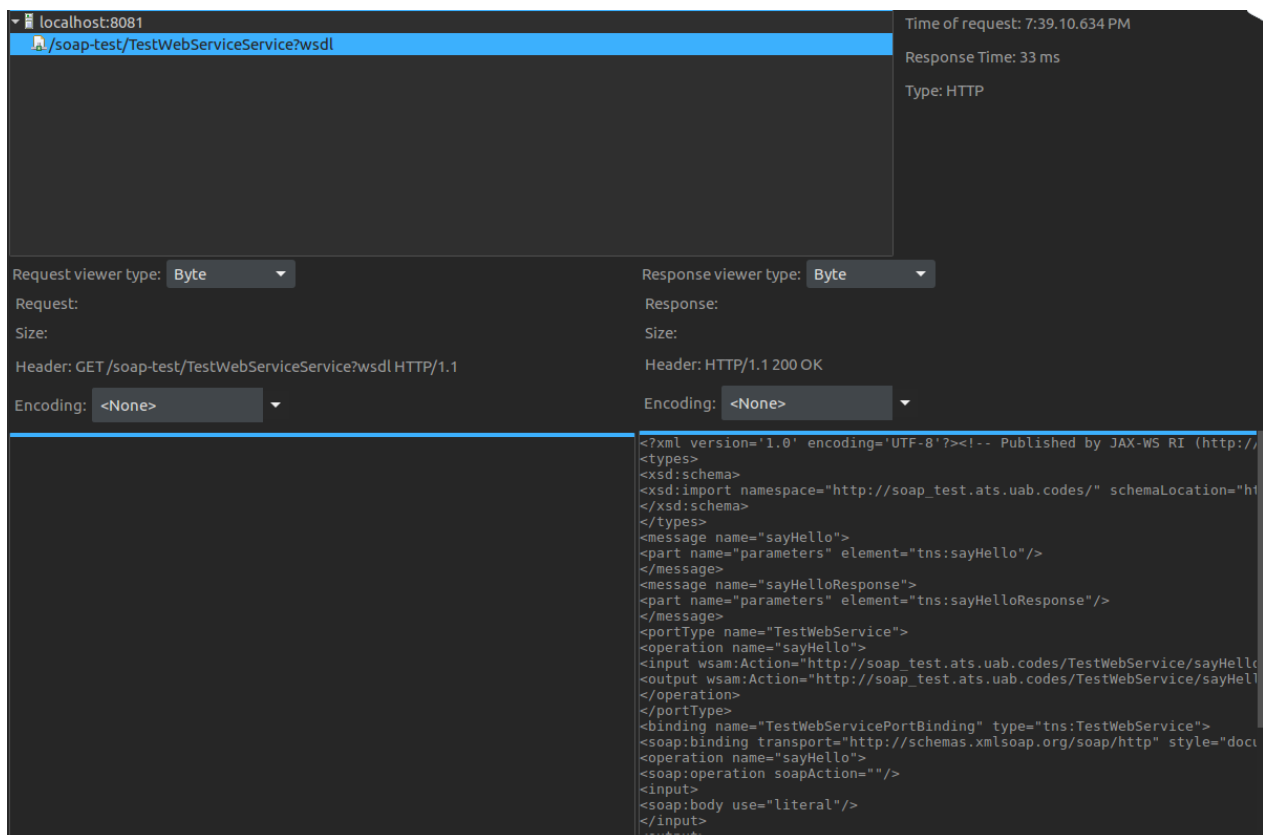 localhost:8081
/soap-test/TestWebServiceService?wsdl
Time of request: 7:39.10.634 PM
Response Time: 33 ms
Type: HTTP
Request viewer type: Byte
Request:
Size:
Header: GET /soap-test/TestWebServiceService?wsdl HTTP/1.1
Encoding: <None>
Response viewer type: Byte
Response:
Size:
Header: HTTP/1.1 200 OK
Encoding: <None>
<?xml version='1.0' encoding='UTF-8'?><!-- Published by JAX-WS RI (http:/
<types>
<xsd:schema>
<xsd:import namespace="http://soap_test.ats.uab.codes/" schemaLocation="ht
</xsd:schema>
</types>
<message name="sayHello">
<part name="parameters" element="tns:sayHello"/>
</message>
<message name="sayHelloResponse">
<part name="parameters" element="tns:sayHelloResponse"/>
</message>
<portType name="TestWebService">
<operation name="sayHello">
<input wsam:Action="http://soap_test.ats.uab.codes/TestWebService/sayHello
<output wsam:Action="http://soap_test.ats.uab.codes/TestWebService/sayHell
</operation>
</portType>
<binding name="TestWebServicePortBinding" type="tns:TestWebService">
<soap:binding transport="http://schemas.xmlsoap.org/soap/http" style="docu
<operation name="sayHello">
<soap:operation soapAction=""/>
<input>
<soap:body use="literal"/>
</input>